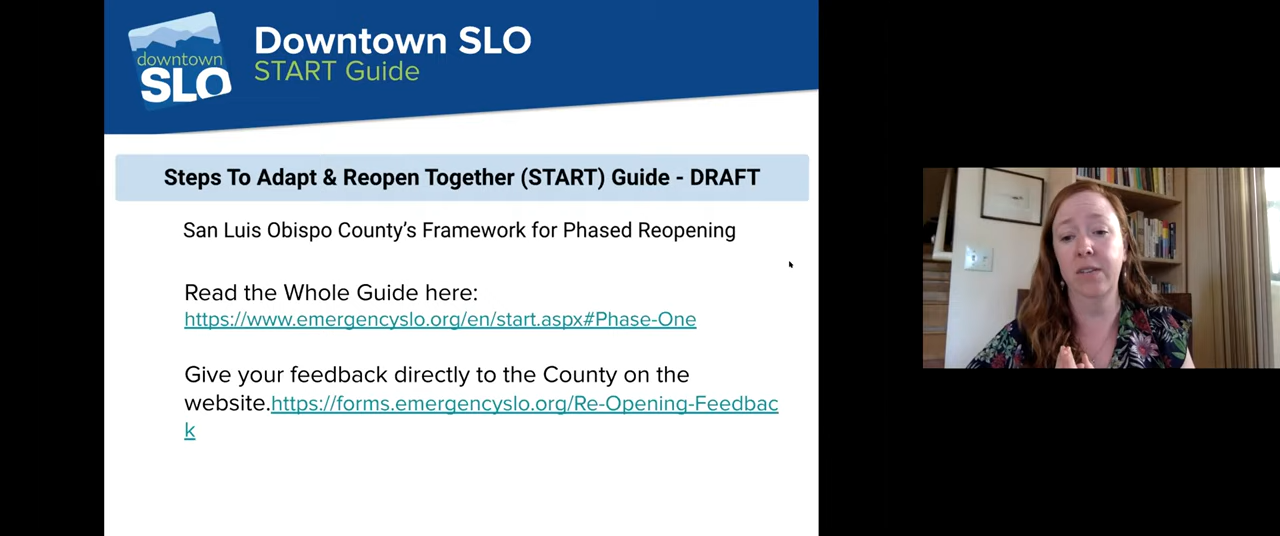 downtown
SLO
Downtown SLO
START Guide
Steps To Adapt & Reopen Together (START) Guide - DRAFT
San Luis Obispo County's Framework for Phased Reopening
Read the Whole Guide here:
https://www.emergencyslo.org/en/start.aspx#Phase-One
Give your feedback directly to the County on the
website.https://forms.emergencyslo.org/Re-Opening-Feedbac
k